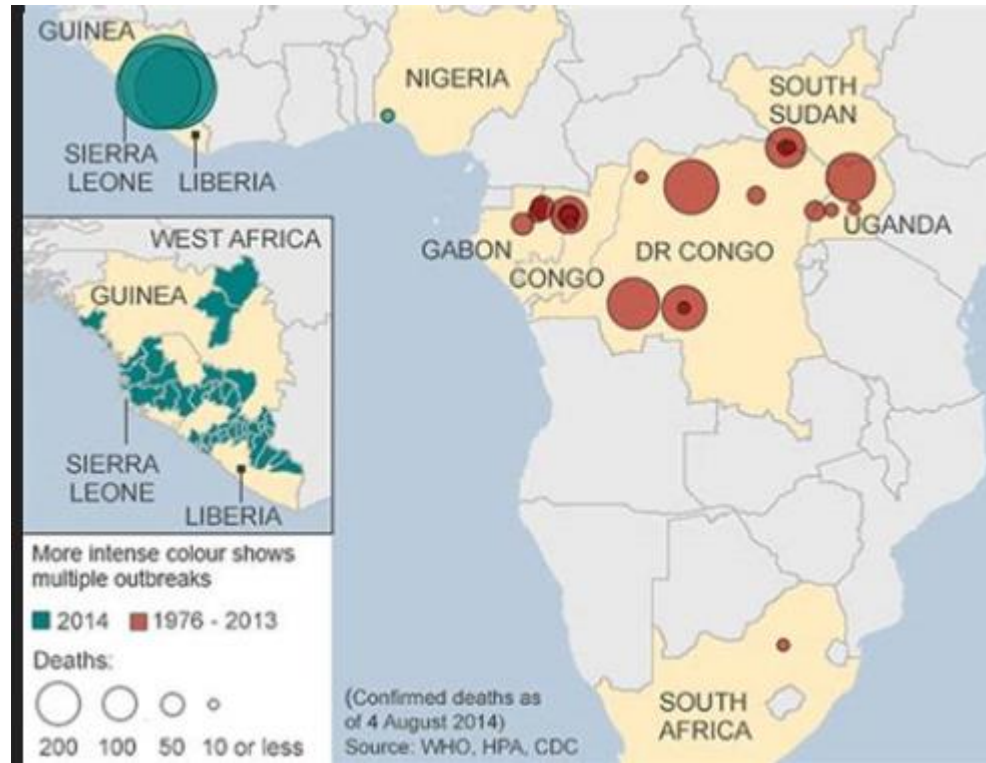 GUINEA
NIGERIA
SOUTH
SUDAN
SIERRA
LEONE
LIBERIA
UGANDA
GABON
CONGO
DR CONGO
WEST AFRICA
GUINEA
SIERRA
LEONE
LIBERIA
More intense colour shows
multiple outbreaks
2014
1976 - 2013
Deaths:
200
100
50
10 or less
(Confirmed deaths as
of 4 August 2014)
Source: WHO, HPA, CDC
SOUTH
AFRICA